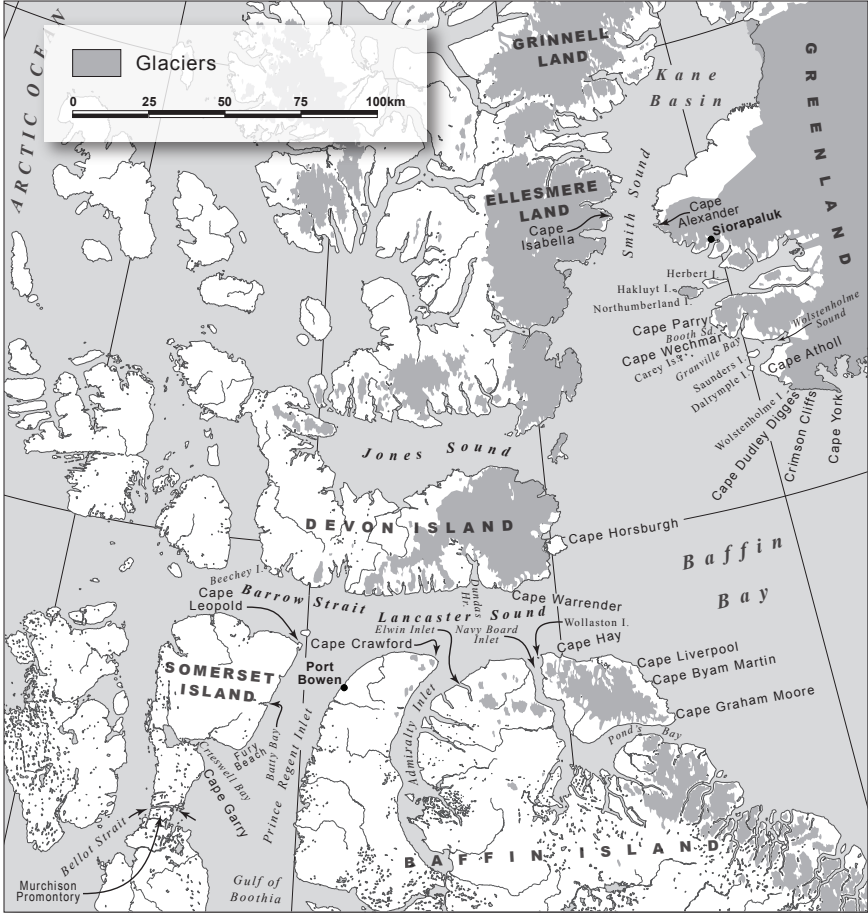 ARCTIC OCEAN
Glaciers
0 25 50 75 100km
GRINNELL
LAND
Kane
Basin
GREENLAND
ELLESMERE
LAND
Cape
Isabella
Smith Sound
Cape
Alexander
Siorapaluk
Herbert I.
Hakluyt I.
Northumberland I.
Cape Parry
Booth Sd.
Cape Wechmar
Carey Is.
Granville Bay
Wolstenholme
Sound
Saunders I.
Dalrymple I.
Cape Atholl
Wolstenholme I.
Cape Dudley Digges
Crimson Cliffs
Cape York
Jones Sound
DEVON ISLAND
Cape Horsburgh
Baffin
Bay
Beechey I.
Cape
Leopold
Barrow Strait
Dundas
Hr.
Cape Warrender
Lancaster Sound
Elwin Inlet
Navy Board
Inlet
Wollaston I.
Cape Crawford
Cape Hay
Port
Bowen
Cape Liverpool
Cape Byam Martin
SOMERSET
ISLAND
Cape Graham Moore
Pond's Bay
Admiralty Inlet
Batty Bay
Fury
Beach
Creswell Bay
Cape Garry
Prince Regent Inlet
Bellot Strait
BAFFIN ISLAND
Murchison
Promontory
Gulf of
Boothia